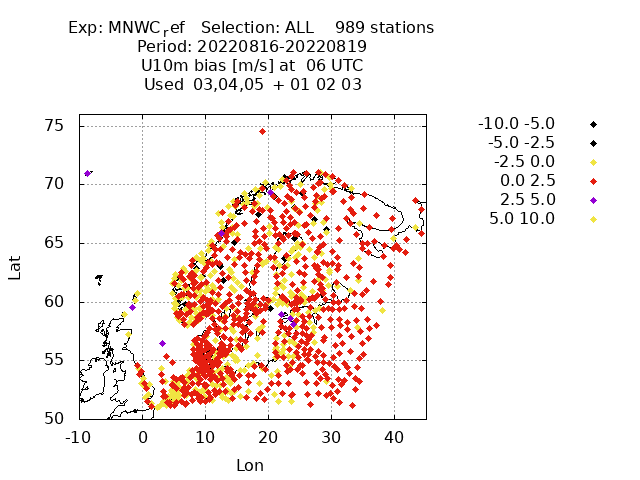 Exp: MNWC_ref   Selection: ALL    989 stations
Period: 20220816-20220819
U10m bias [m/s] at  06 UTC
Used  03,04,05  + 01 02 03
-10.0 -5.0
-5.0 -2.5
-2.5 0.0
0.0 2.5
2.5 5.0
5.0 10.0
75
70
65
60
55
50
Lat
-10 0 10 20 30 40
Lon